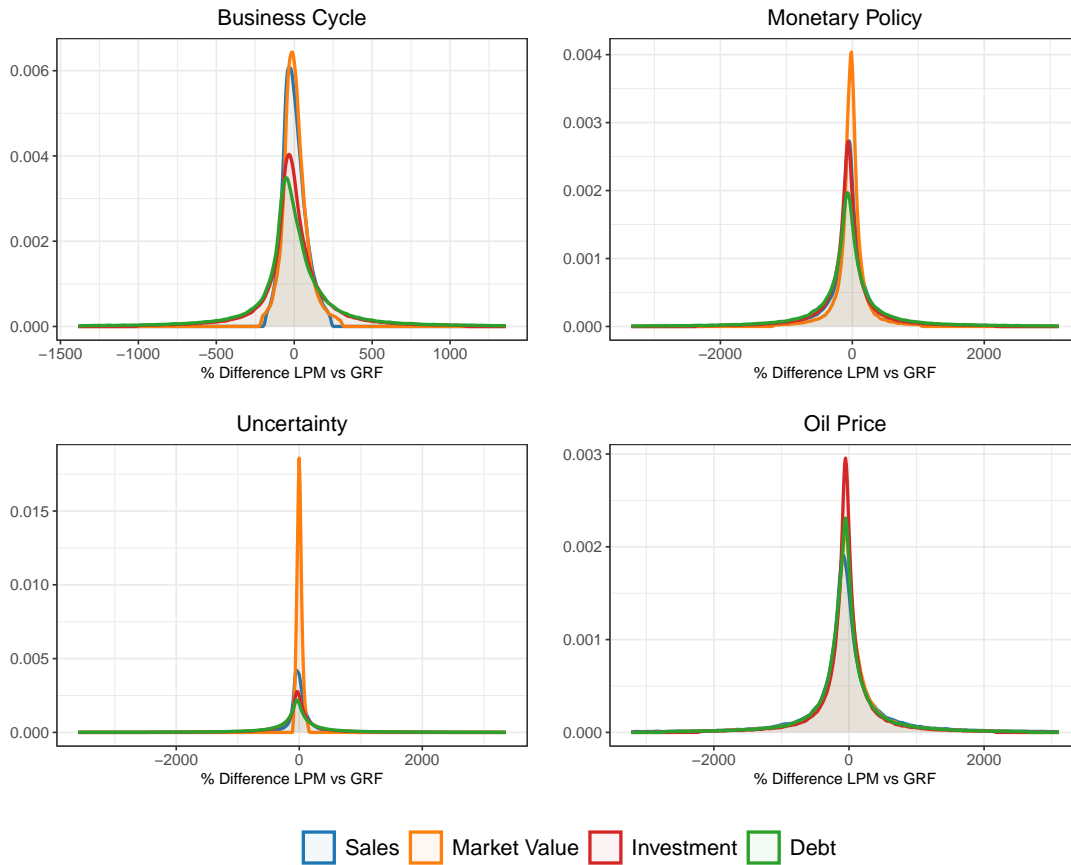 Business Cycle
0.006
0.004
0.002
0.000
−1500 −1000 −500 0 500 1000
% Difference LPM vs GRF
Monetary Policy
0.004
0.003
0.002
0.001
0.000
−2000 0 2000
% Difference LPM vs GRF
Uncertainty
0.015
0.010
0.005
0.000
−2000 0 2000
% Difference LPM vs GRF
Oil Price
0.003
0.002
0.001
0.000
−2000 0 2000
% Difference LPM vs GRF
Sales Market Value Investment Debt